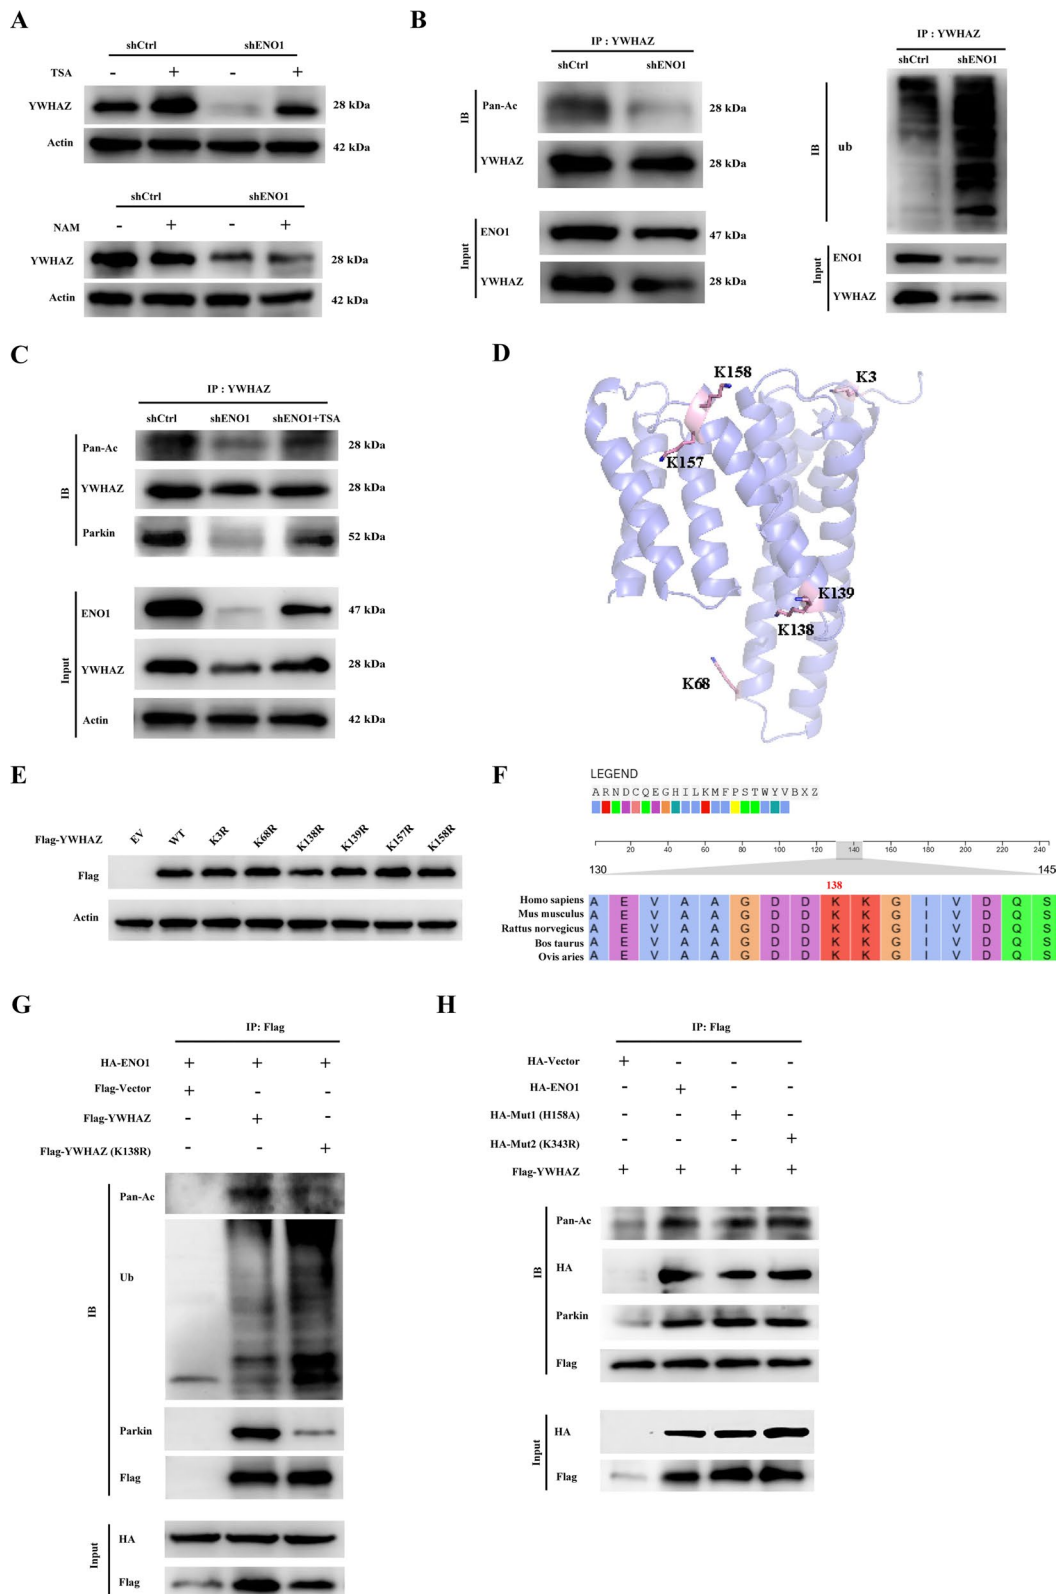 A
shCtrl shENO1
TSA - + - +
YWHAZ 28 kDa
Actin 42 kDa
shCtrl shENO1
NAM - + - +
YWHAZ 28 kDa
Actin 42 kDa
B
IP : YWHAZ
shCtrl shENO1
IB
Pan-Ac 28 kDa
YWHAZ 28 kDa
Input
ENO1 47 kDa
YWHAZ 28 kDa
IP : YWHAZ
shCtrl shENO1
IB
ub
Input
ENO1
YWHAZ
C
IP : YWHAZ
shCtrl shENO1 shENO1+TSA
IB
Pan-Ac 28 kDa
YWHAZ 28 kDa
Parkin 52 kDa
Input
ENO1 47 kDa
YWHAZ 28 kDa
Actin 42 kDa
D
K158
K3
K157
K139
K138
K68
E
Flag-YWHAZ EV WT K3R K68R K138R K139R K157R K158R
Flag
Actin
F
LEGEND
A R N D C Q E G H I L K M F P S T W Y V B X Z
20 40 60 80 100 120 140 160 180 200 220 240
130 145
138
Homo sapiens A E V A A G D D K K G I V D Q S
Mus musculus A E V A A G D D K K G I V D Q S
Rattus norvegicus A E V A A G D D K K G I V D Q S
Bos taurus A E V A A G D D K K G I V D Q S
Ovis aries A E V A A G D D K K G I V D Q S
G
IP: Flag
HA-ENO1 + + +
Flag-Vector + - -
Flag-YWHAZ - + -
Flag-YWHAZ (K138R) - - +
IB
Pan-Ac
Ub
Parkin
Flag
Input
HA
Flag
H
IP: Flag
HA-Vector + - - -
HA-ENO1 - + - -
HA-Mut1 (H158A) - - + -
HA-Mut2 (K343R) - - - +
Flag-YWHAZ + + + +
IB
Pan-Ac
HA
Parkin
Flag
Input
HA
Flag